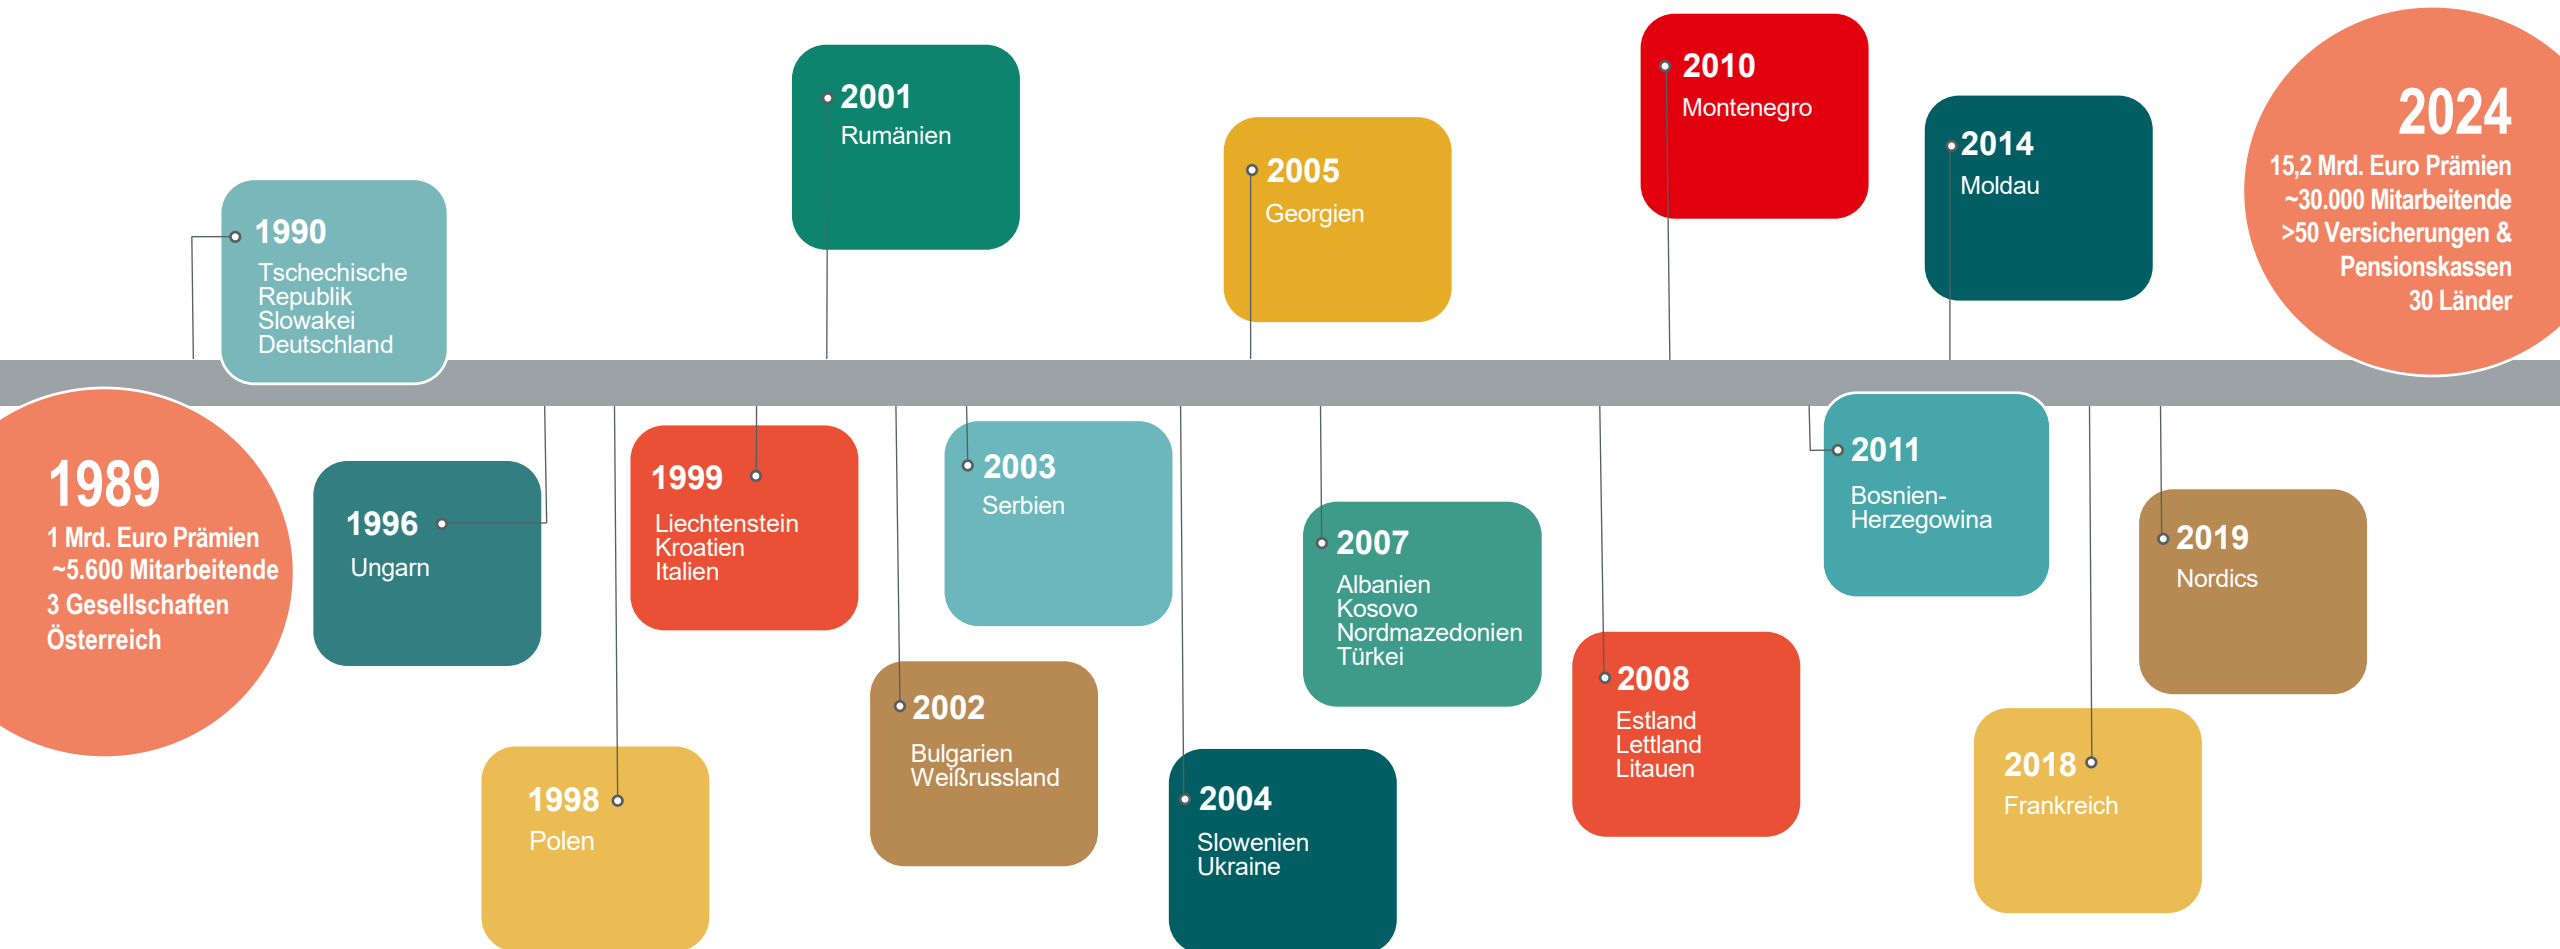 1989
1 Mrd. Euro Prämien
~5.600 Mitarbeitende
3 Gesellschaften
Österreich
1990
Tschechische
Republik
Slowakei
Deutschland
1996
Ungarn
1998
Polen
1999
Liechtenstein
Kroatien
Italien
2001
Rumänien
2002
Bulgarien
Weißrussland
2003
Serbien
2004
Slowenien
Ukraine
2005
Georgien
2007
Albanien
Kosovo
Nordmazedonien
Türkei
2008
Estland
Lettland
Litauen
2010
Montenegro
2011
Bosnien-
Herzegowina
2014
Moldau
2018
Frankreich
2019
Nordics
2024
15,2 Mrd. Euro Prämien
~30.000 Mitarbeitende
>50 Versicherungen &
Pensionskassen
30 Länder